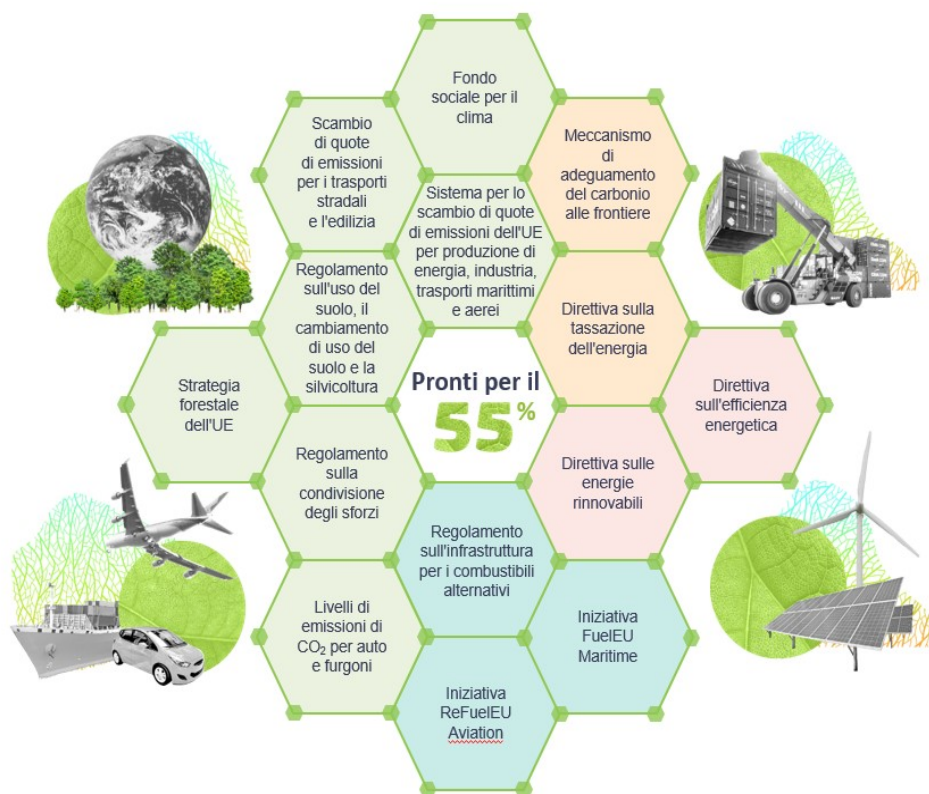 Fondo
sociale per il
clima
Scambio
di quote
di emissioni
per i trasporti
stradali
e l'edilizia
Meccanismo
di
adeguamento
del carbonio
alle frontiere
Sistema per lo
scambio di quote
di emissioni dell'UE
per produzione di
energia, industria,
trasporti marittimi
e aerei
Regolamento
sull'uso del
suolo, il
cambiamento
di uso del
suolo e la
silvicoltura
Direttiva sulla
tassazione
dell'energia
Strategia
forestale
dell'UE
Pronti per il
55%
Direttiva
sull'efficienza
energetica
Regolamento
sulla
condivisione
degli sforzi
Direttiva sulle
energie
rinnovabili
Regolamento
sull'infrastruttura
per i combustibili
alternativi
Livelli di
emissioni di
CO₂ per auto
e furgoni
Iniziativa
FuelEU
Maritime
Iniziativa
ReFuelEU
Aviation